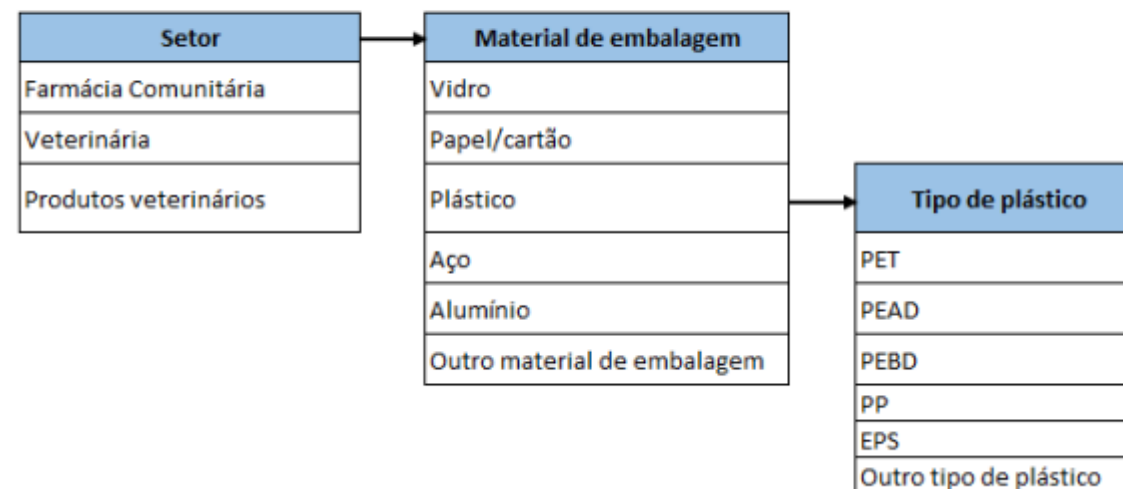 Setor
Farmácia Comunitária
Veterinária
Produtos veterinários
Material de embalagem
Vidro
Papel/cartão
Plástico
Aço
Alumínio
Outro material de embalagem
Tipo de plástico
PET
PEAD
PEBD
PP
EPS
Outro tipo de plástico